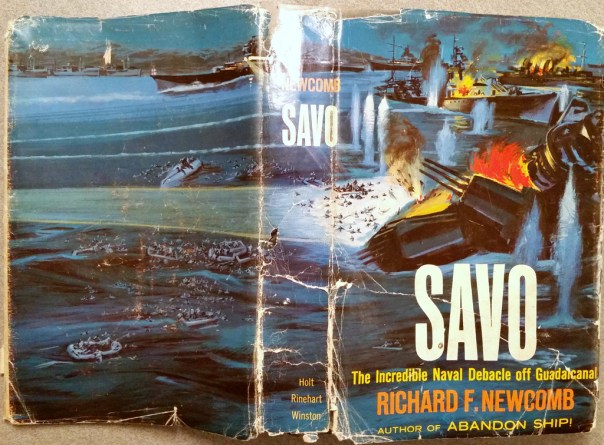 NEWCOMB
SAVO
Holt
Rinehart
Winston
SAVO
The Incredible Naval Debacle off Guadalcanal
RICHARD F. NEWCOMB
AUTHOR OF ABANDON SHIP!